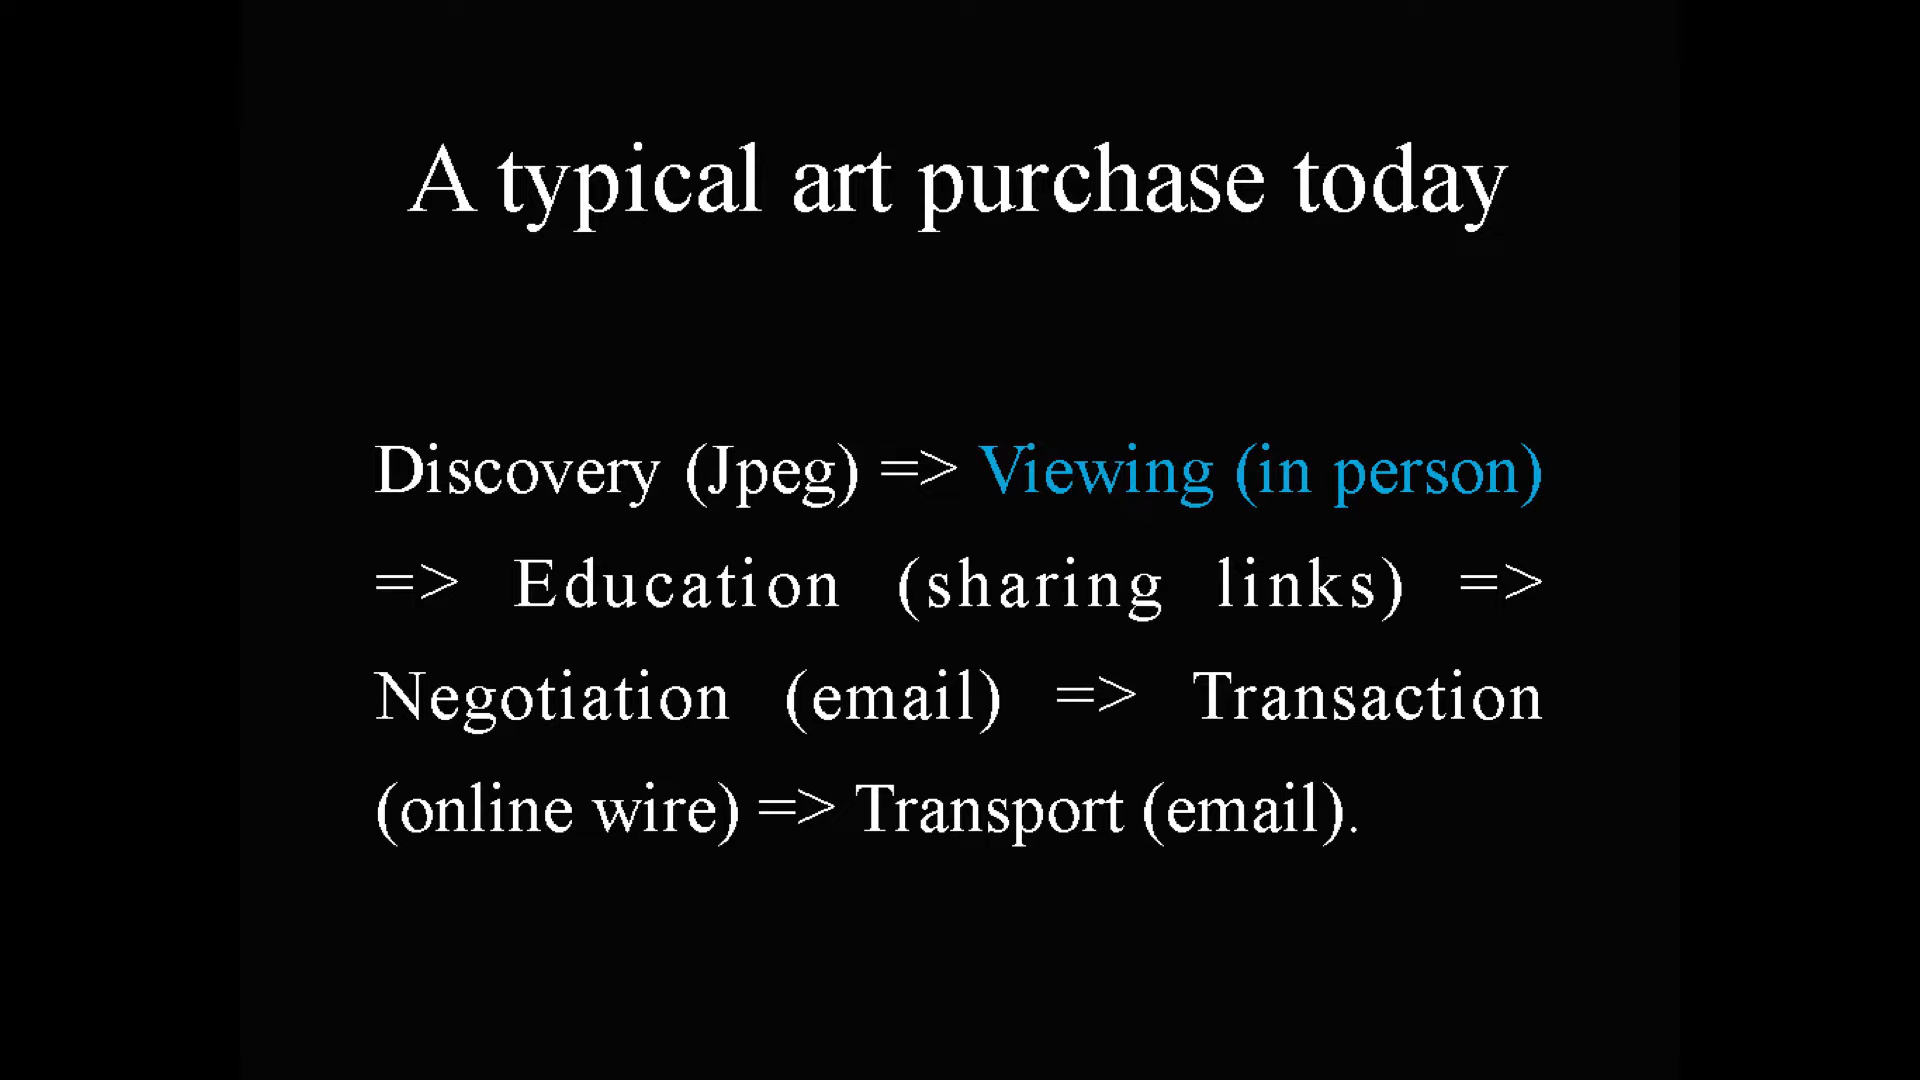 A typical art purchase today
Discovery (Jpeg) => Viewing (in person)
=> Education (sharing links) =>
Negotiation (email) => Transaction
(online wire) => Transport (email).